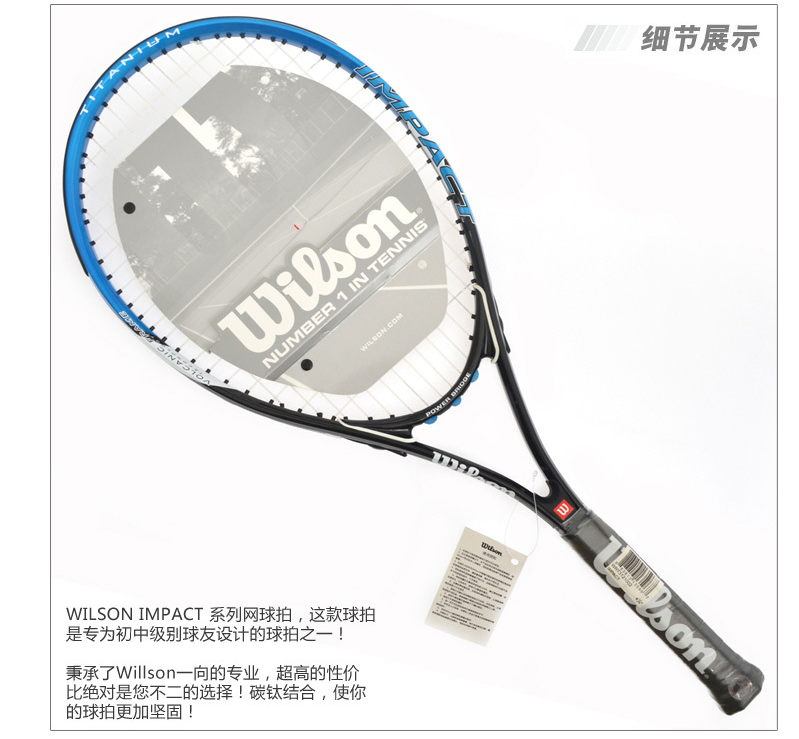 细节展示
TITANIUM
IMPACT
Wilson
NUMBER 1 IN TENNIS
WILSON.COM
VOLCANIC FRAME
POWER BRIDGE
Wilson
W
Wilson
Wilson
WILSON IMPACT 系列网球拍，这款球拍
是专为初中级别球友设计的球拍之一！
秉承了Willson一向的专业，超高的性价
比绝对是您不二的选择！碳钛结合，使你
的球拍更加坚固！